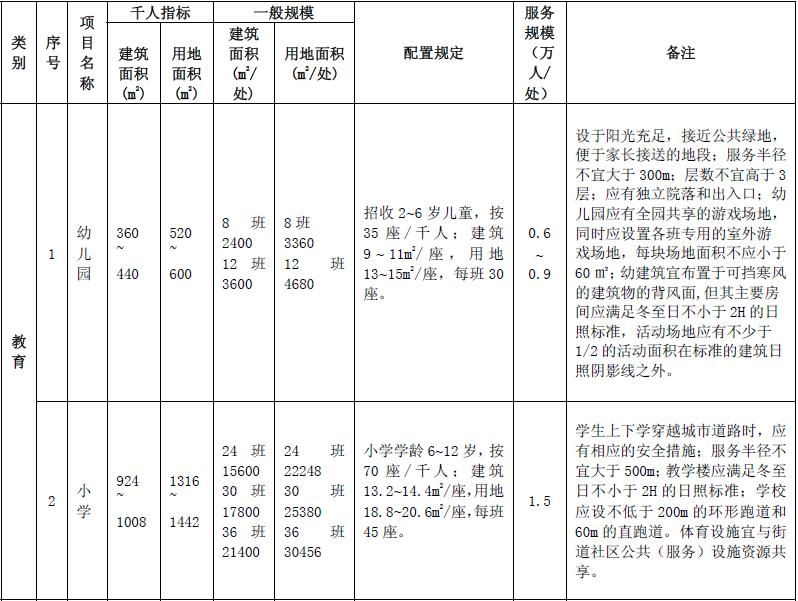 类别
序号
项目名称
千人指标
一般规模
配置规定
服务规模（万人/处）
备注
建筑面积(㎡)
用地面积(㎡)
建筑面积(㎡/处)
用地面积(㎡/处)
教育
1
幼儿园
360
~
440
520
~
600
8 班
2400
12 班
3600
8 班
3360
12 班
4680
招收 2~6 岁儿童，按
35 座/千人；建筑
9～11㎡/座，用地
13~15㎡/座，每班 30
座。
0.6
~
0.9
设于阳光充足，接近公共绿地，
便于家长接送的地段；服务半径
不宜大于 300m；层数不宜高于 3
层；应有独立院落和出入口；幼
儿园应有全园共享的游戏场地，
同时应设置各班专用的室外游
戏场地，每块场地面积不应小于
60 ㎡；幼建筑宜布置于可挡寒风
的建筑物的背风面,但其主要房
间应满足冬至日不小于 2H 的日
照标准，活动场地应有不少于
1/2 的活动面积在标准的建筑日
照阴影线之外。
2
小学
924
~
1008
1316
~
1442
24 班
15600
30 班
17800
36 班
21400
24 班
22248
30 班
25380
36 班
30456
小学学龄 6~12 岁，按
70 座/千人；建筑
13.2~14.4㎡/座,用地
18.8~20.6㎡/座,每班
45 座。
1.5
学生上下学穿越城市道路时，应
有相应的安全措施；服务半径不
宜大于 500m；教学楼应满足冬至
日不小于 2H 的日照标准；学校
应设不低于 200m 的环形跑道和
60m 的直跑道。体育设施宜与街
道社区公共（服务）设施资源共
享。